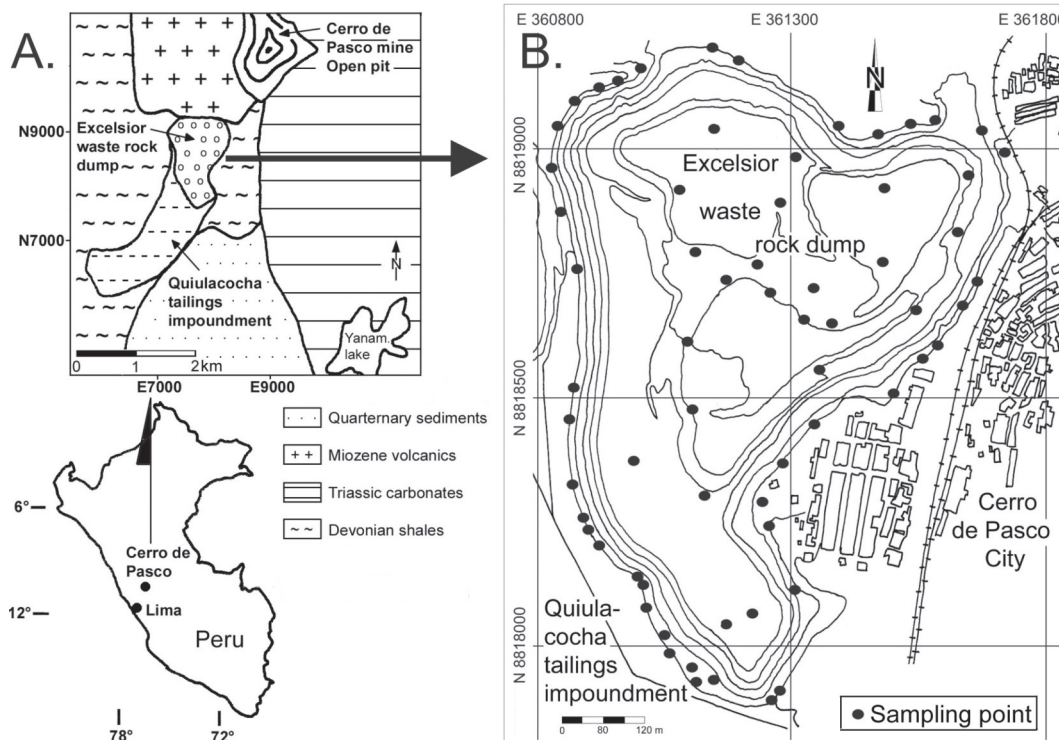 A.
Cerro de
Pasco mine
Open pit
N9000
Excelsior
waste rock
dump
N7000
N
Quiulacocha
tailings
impoundment
Yanam.
lake
0 1 2km
E7000 E9000
Quarternary sediments
Miozene volcanics
Triassic carbonates
Devonian shales
6°
12°
Cerro de
Pasco
Lima
Peru
78° 72°
E 360800 E 361300 E 361800
B.
N
N 8819000
Excelsior
waste
rock dump
N 8818500
Cerro
de Pasco
City
N 8818000
Quiula-
cocha
tailings
impoundment
0 40 80 120 m
Sampling point